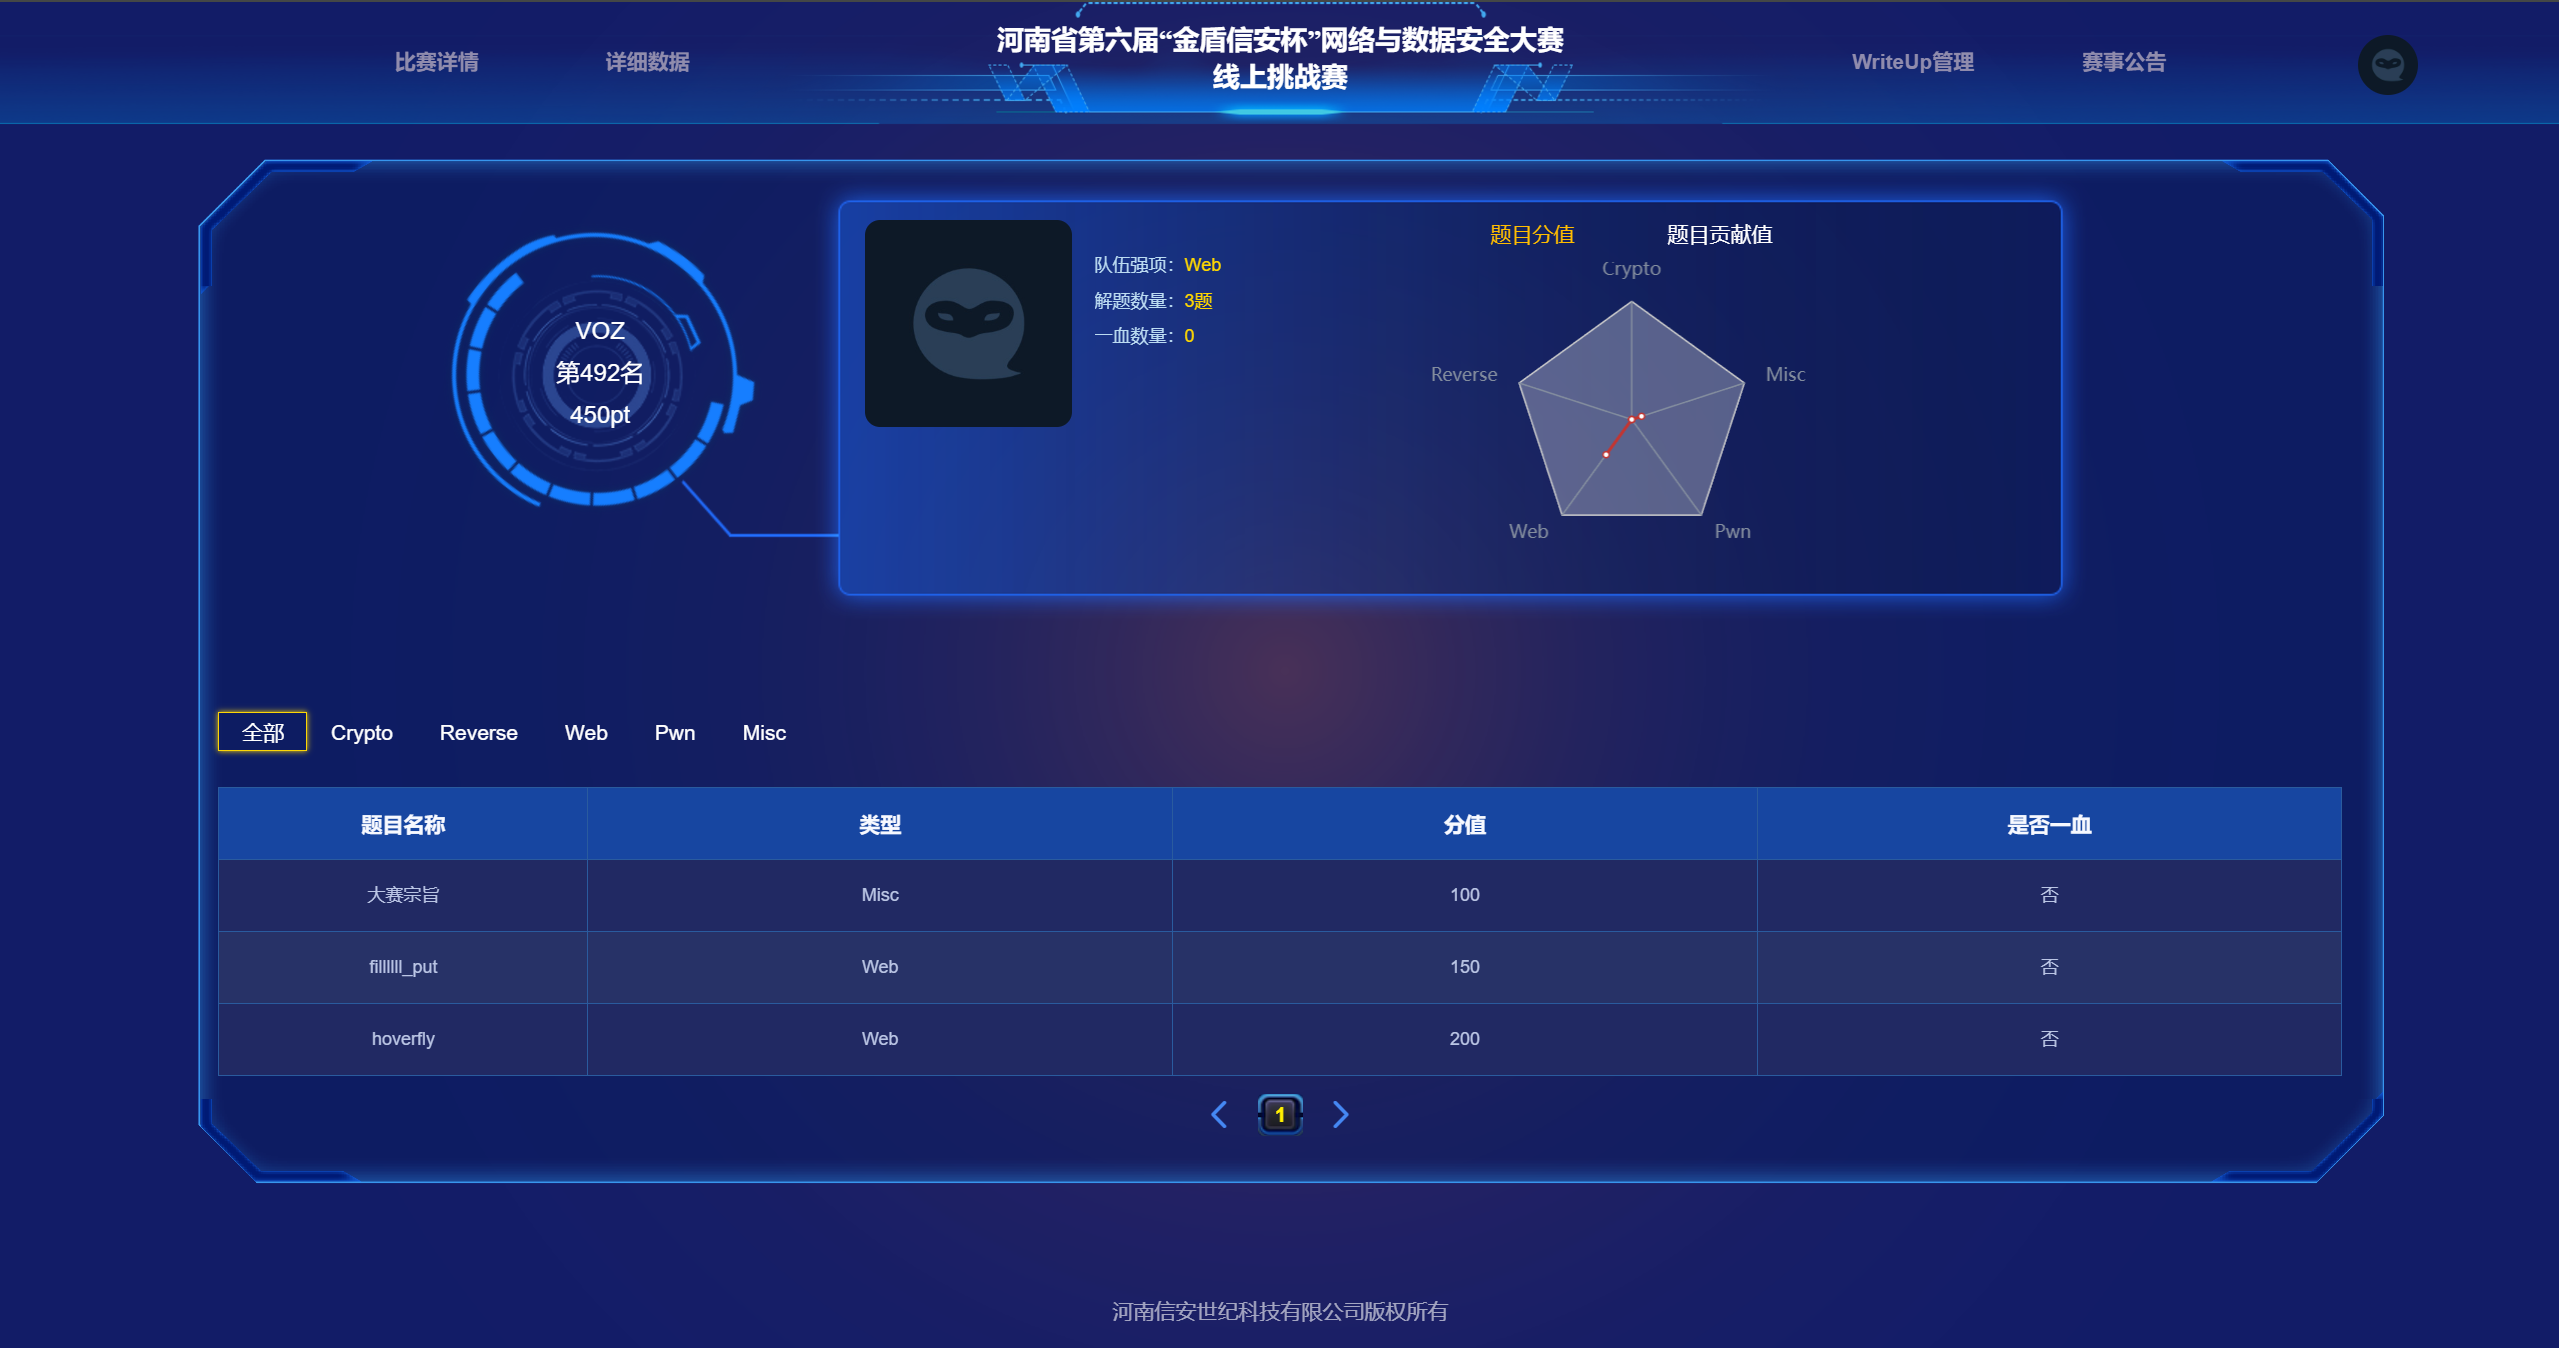 比赛详情
详细数据
河南省第六届“金盾信安杯”网络与数据安全大赛
线上挑战赛
WriteUp管理
赛事公告
VOZ
第492名
450pt
队伍强项：Web
解题数量：3题
一血数量：0
题目分值
题目贡献值
Crypto
Reverse
Misc
Web
Pwn
全部
Crypto
Reverse
Web
Pwn
Misc
题目名称 类型 分值 是否一血
大赛宗旨 Misc 100 否
fillllll_put Web 150 否
hoverfly Web 200 否
1
河南信安世纪科技有限公司版权所有